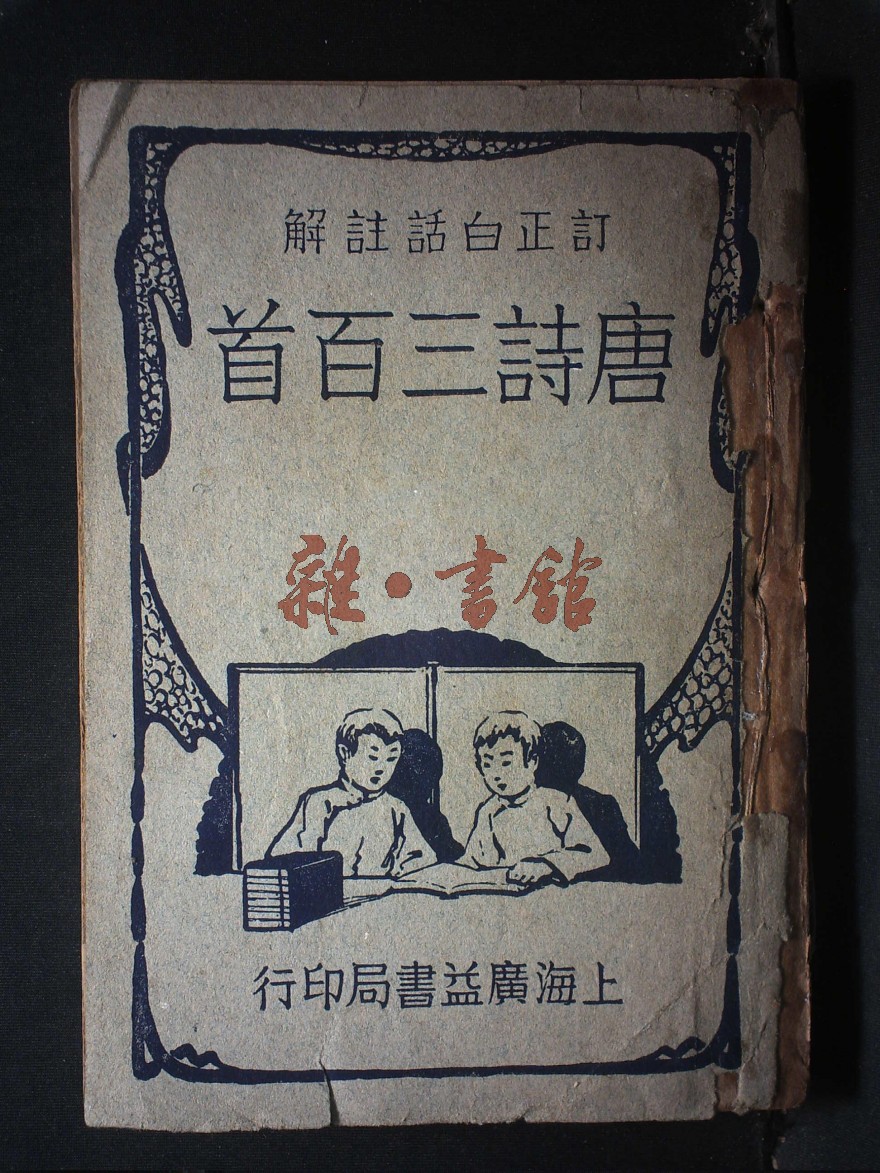 訂正白話註解
唐詩三百首
雜·書館
上海廣益書局印行